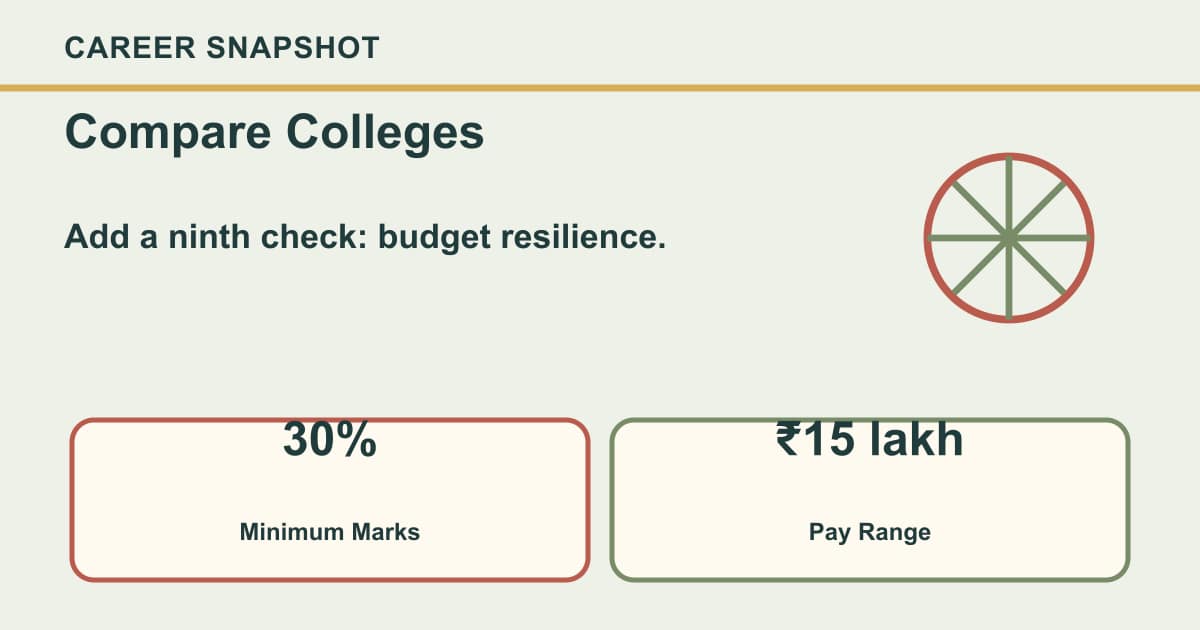 CAREER SNAPSHOT
Compare Colleges
Add a ninth check: budget resilience.
30%
Minimum Marks
₹15 lakh
Pay Range